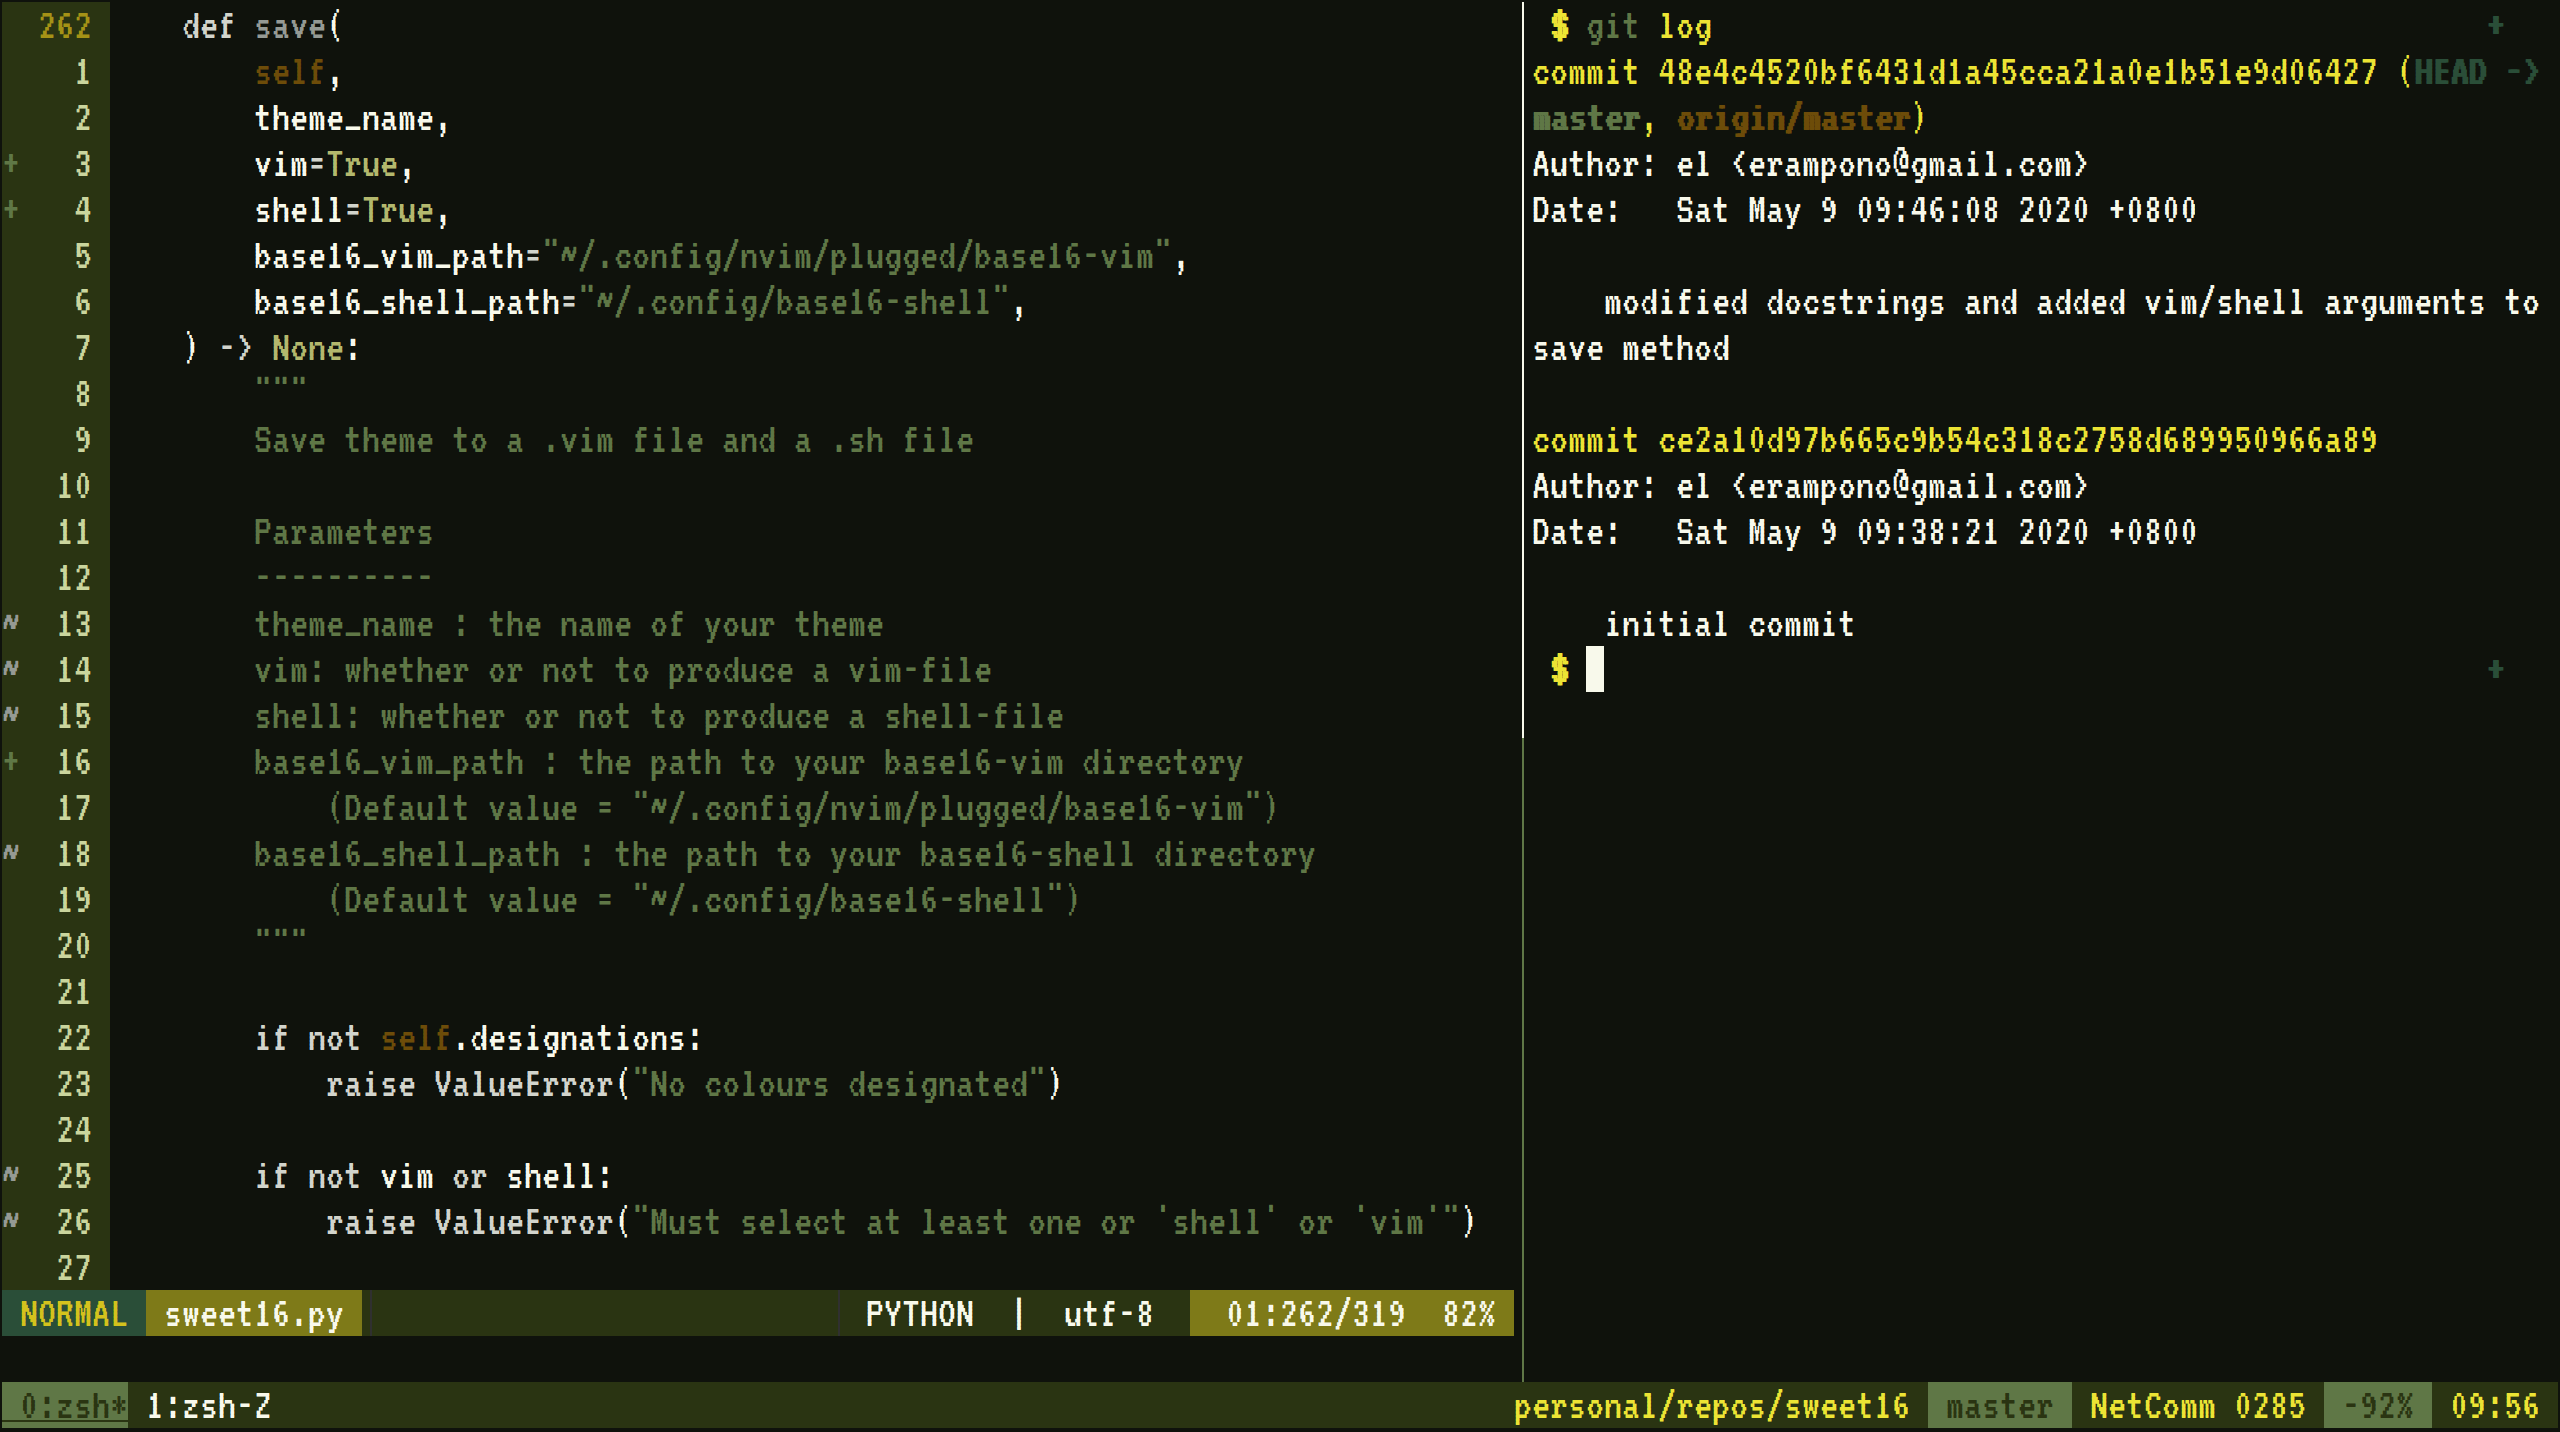 262 def save(
1 self,
2 theme_name,
+ 3 vim=True,
+ 4 shell=True,
5 base16_vim_path="~/.config/nvim/plugged/base16-vim",
6 base16_shell_path="~/.config/base16-shell",
7 ) -> None:
8 """
9 Save theme to a .vim file and a .sh file
10
11 Parameters
12 ----------
~ 13 theme_name : the name of your theme
~ 14 vim: whether or not to produce a vim-file
~ 15 shell: whether or not to produce a shell-file
+ 16 base16_vim_path : the path to your base16-vim directory
17 (Default value = "~/.config/nvim/plugged/base16-vim")
~ 18 base16_shell_path : the path to your base16-shell directory
19 (Default value = "~/.config/base16-shell")
20 """
21
22 if not self.designations:
23 raise ValueError("No colours designated")
24
~ 25 if not vim or shell:
~ 26 raise ValueError("Must select at least one or 'shell' or 'vim'")
27
NORMAL sweet16.py PYTHON | utf-8 01:262/319 82%
$ git log +
commit 48e4c4520bf6431d1a45cca21a0e1b51e9d06427 (HEAD ->
master, origin/master)
Author: el <erampono@gmail.com>
Date: Sat May 9 09:46:08 2020 +0800
modified docstrings and added vim/shell arguments to
save method
commit ce2a10d97b665c9b54c318c2758d689950966a89
Author: el <erampono@gmail.com>
Date: Sat May 9 09:38:21 2020 +0800
initial commit
$ +
0:zsh* 1:zsh-Z personal/repos/sweet16 master NetComm 0285 -92% 09:56